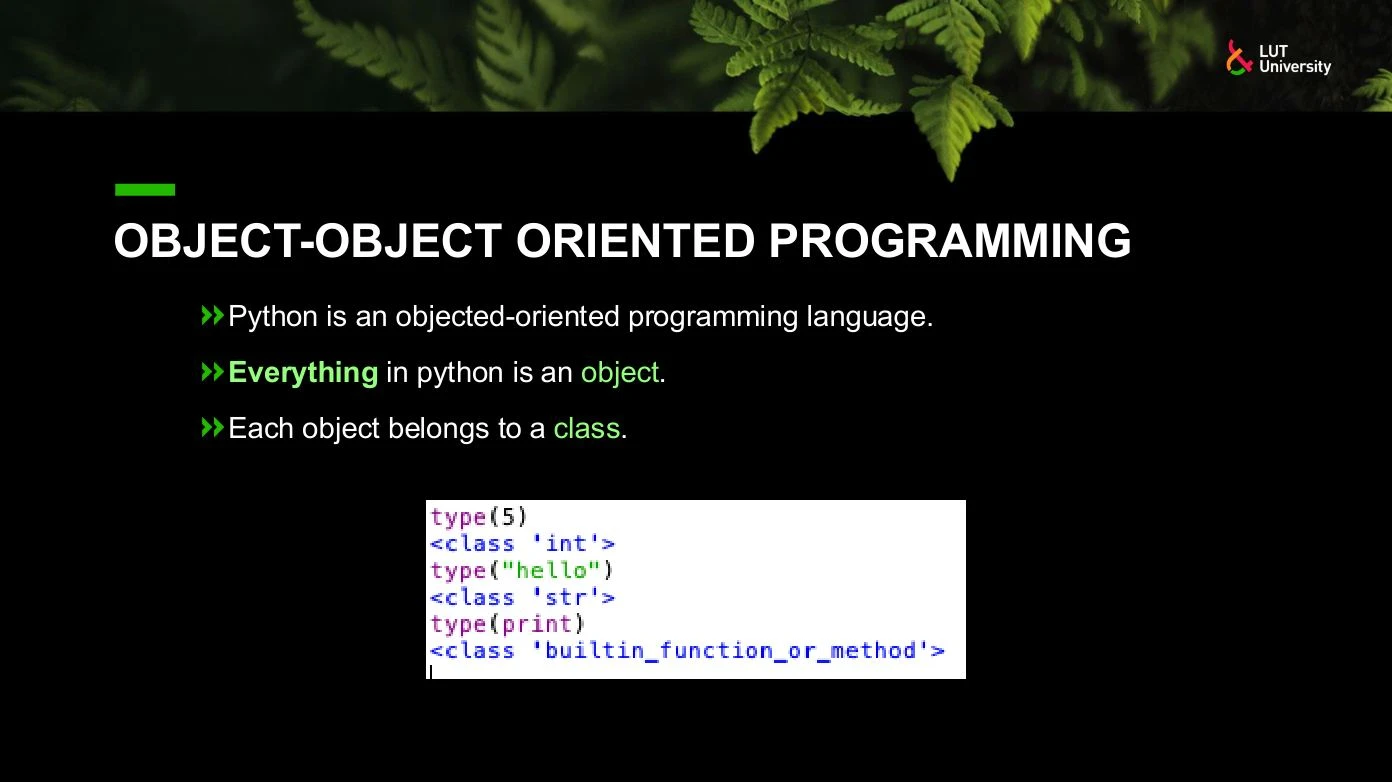 LUT
University
OBJECT-OBJECT ORIENTED PROGRAMMING
Python is an objected-oriented programming language.
Everything in python is an object.
Each object belongs to a class.
type(5)
<class 'int'>
type("hello")
<class 'str'>
type(print)
<class 'builtin_function_or_method'>